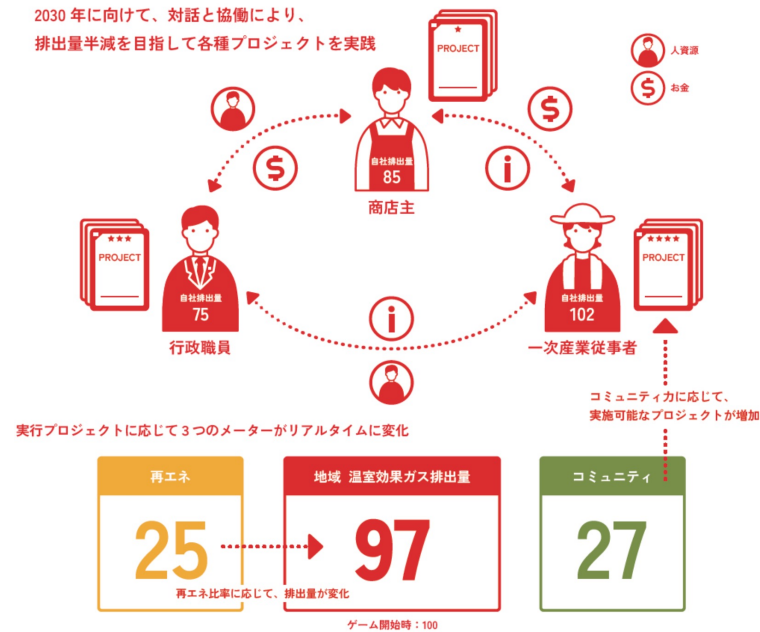 2030 年に向けて、対話と協働により、
排出量半減を目指して各種プロジェクトを実践
★
PROJECT
人資源
$
お金
$
$
i
自社排出量
85
商店主
★★★
PROJECT
自社排出量
75
行政職員
i
★★★★
PROJECT
自社排出量
102
一次産業従事者
コミュニティ力に応じて、
実施可能なプロジェクトが増加
実行プロジェクトに応じて3つのメーターがリアルタイムに変化
再エネ
25
地域 温室効果ガス排出量
97
コミュニティ
27
再エネ比率に応じて、排出量が変化
ゲーム開始時：100